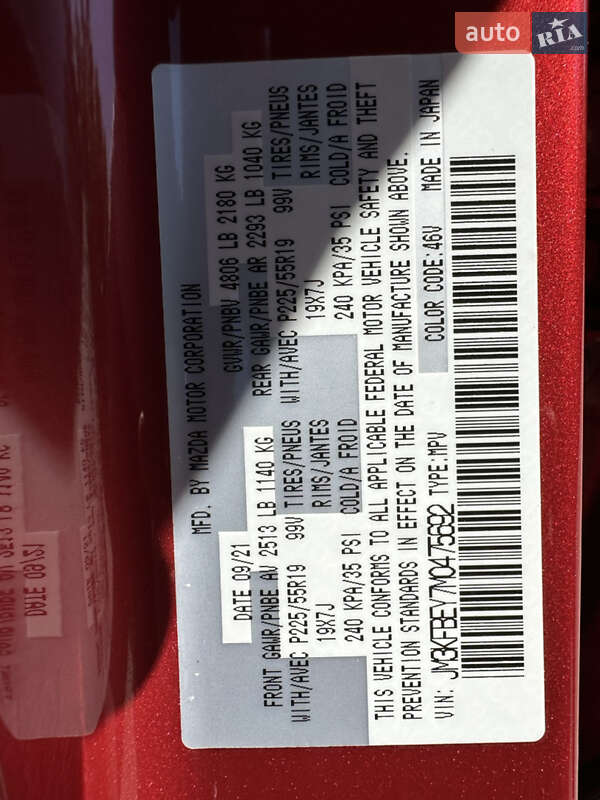 auto RIA.com
MFD. BY MAZDA MOTOR CORPORATION
DATE 09/21 GVWR/PNBV 4806 LB 2180 KG
FRONT GAWR/PNBE AV 2513 LB 1140 KG REAR GAWR/PNBE AR 2293 LB 1040 KG
WITH/AVEC P225/55R19 99V TIRES/PNEUS WITH/AVEC P225/55R19 99V TIRES/PNEUS
19X7J RIMS/JANTES 19X7J RIMS/JANTES
240 KPA/35 PSI COLD/A FROID 240 KPA/35 PSI COLD/A FROID
THIS VEHICLE CONFORMS TO ALL APPLICABLE FEDERAL MOTOR VEHICLE SAFETY AND THEFT
PREVENTION STANDARDS IN EFFECT ON THE DATE OF MANUFACTURE SHOWN ABOVE.
VIN: JM3KFBEY7M0475692 TYPE:MPV COLOR CODE:46V MADE IN JAPAN
DATE 09/21